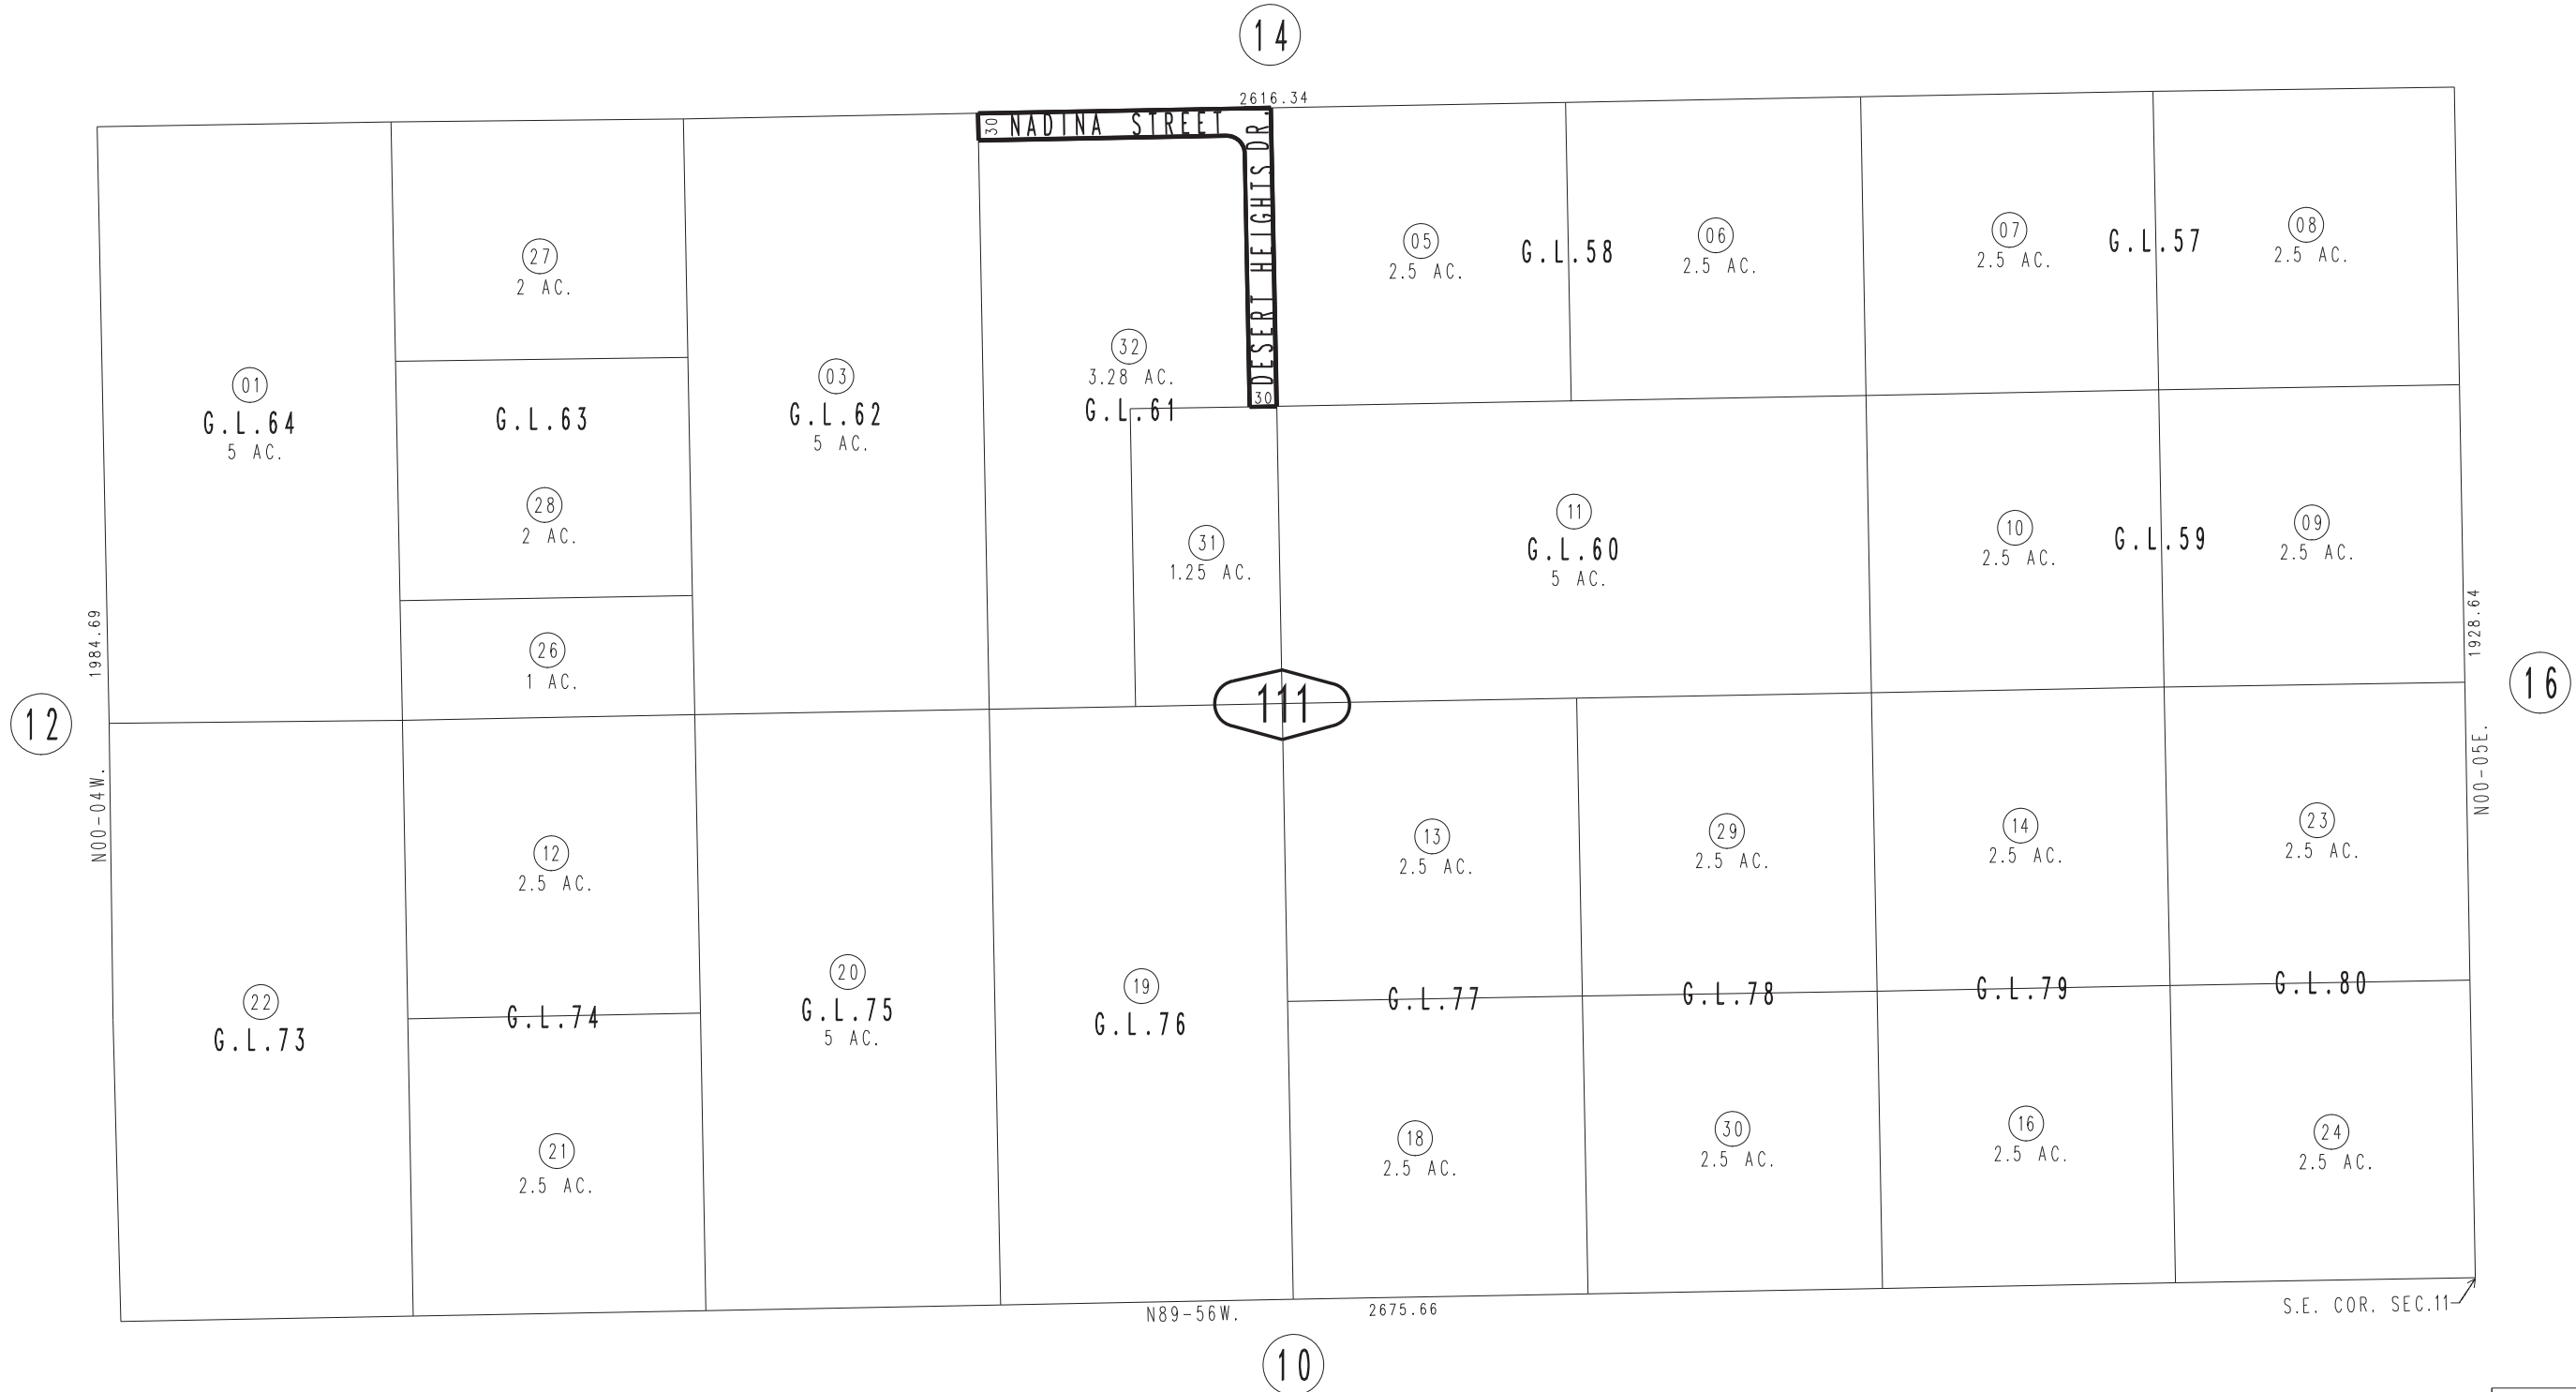 14
2616.34
30 NADINA STREET
DESERT HEIGHTS DR.
30
27
2 AC.
01
G.L.64
5 AC.
G.L.63
28
2 AC.
26
1 AC.
03
G.L.62
5 AC.
32
3.28 AC.
G.L.61
31
1.25 AC.
05
2.5 AC.
G.L.58
06
2.5 AC.
07
2.5 AC.
G.L.57
08
2.5 AC.
11
G.L.60
5 AC.
10
2.5 AC.
G.L.59
09
2.5 AC.
1984.69
N00-04W.
12
111
1928.64
N00-05E.
16
22
G.L.73
12
2.5 AC.
G.L.74
21
2.5 AC.
20
G.L.75
5 AC.
19
G.L.76
13
2.5 AC.
G.L.77
18
2.5 AC.
29
2.5 AC.
G.L.78
30
2.5 AC.
14
2.5 AC.
G.L.79
16
2.5 AC.
23
2.5 AC.
G.L.80
24
2.5 AC.
N89-56W. 2675.66
S.E. COR. SEC.11
10